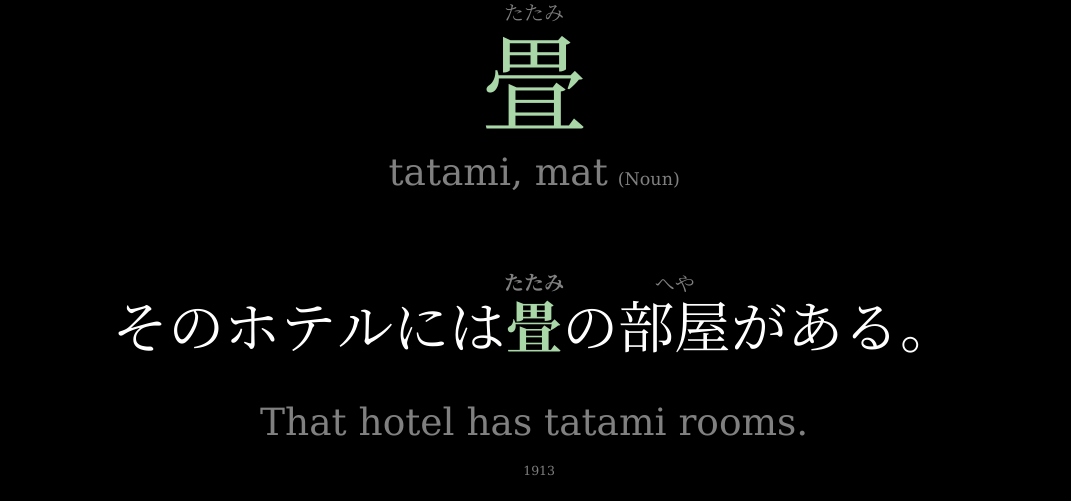 たたみ
畳
tatami, mat (Noun)
たたみ へや
そのホテルには畳の部屋がある。
That hotel has tatami rooms.
1913